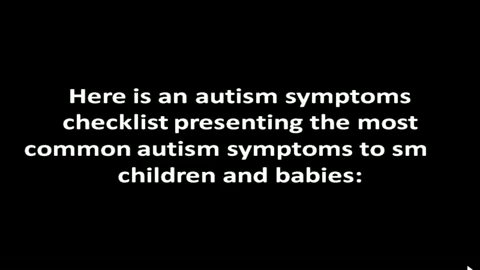 Here is an autism symptoms
checklist presenting the most
common autism symptoms to sm
children and babies: